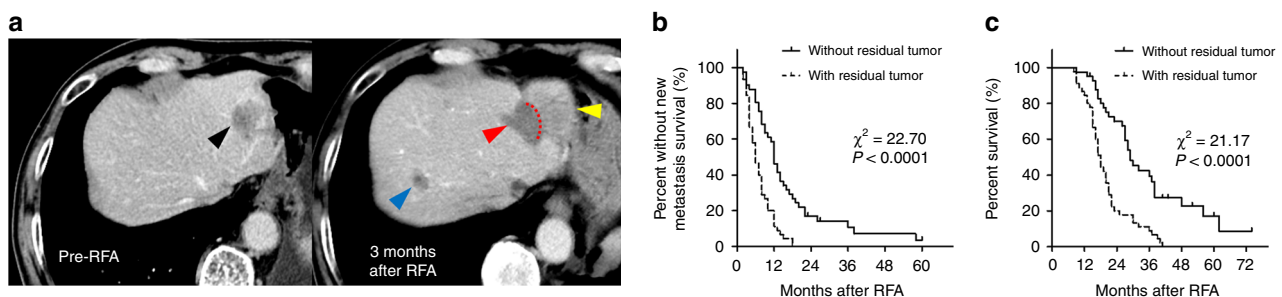 a
Pre-RFA
3 months
after RFA
b
Without residual tumor
With residual tumor
Percent without new
metastasis survival (%)
100
80
60
40
20
0
χ² = 22.70
P < 0.0001
0 12 24 36 48 60
Months after RFA
c
Without residual tumor
With residual tumor
Percent survival (%)
100
80
60
40
20
0
χ² = 21.17
P < 0.0001
0 12 24 36 48 60 72
Months after RFA